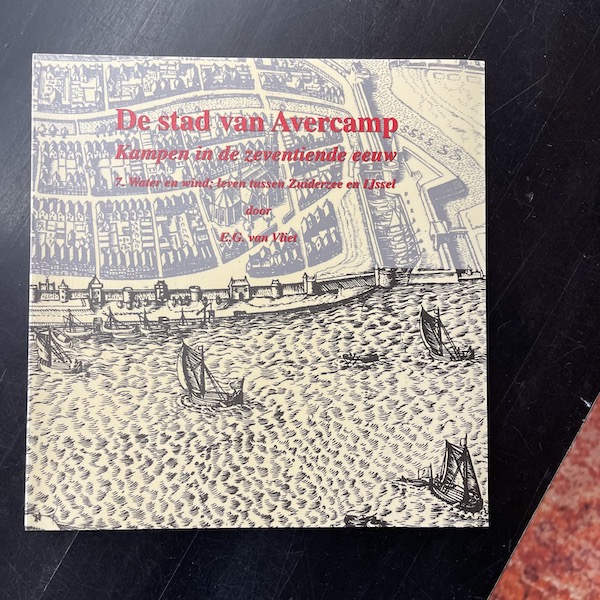 De stad van Avercamp
Kampen in de zeventiende eeuw
7. Water en wind; leven tussen Zuiderzee en IJssel
door
E.G. van Vliet